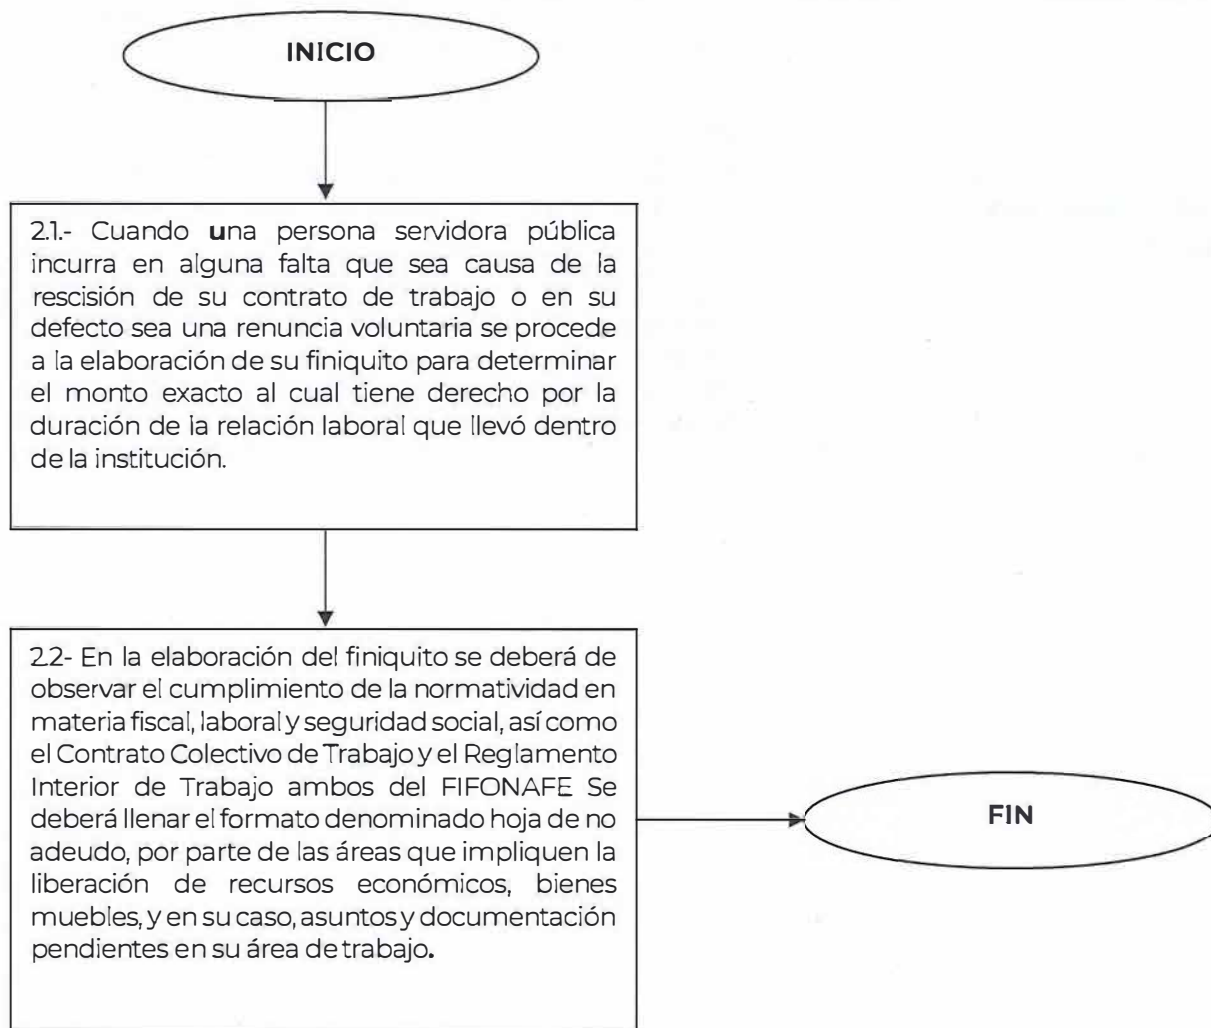 INICIO
2.1.- Cuando una persona servidora pública
incurra en alguna falta que sea causa de la
rescisión de su contrato de trabajo o en su
defecto sea una renuncia voluntaria se procede
a la elaboración de su finiquito para determinar
el monto exacto al cual tiene derecho por la
duración de la relación laboral que llevó dentro
de la institución.
2.2- En la elaboración del finiquito se deberá de
observar el cumplimiento de la normatividad en
materia fiscal, laboral y seguridad social, así como
el Contrato Colectivo de Trabajo y el Reglamento
Interior de Trabajo ambos del FIFONAFE Se
deberá llenar el formato denominado hoja de no
adeudo, por parte de las áreas que impliquen la
liberación de recursos económicos, bienes
muebles, y en su caso, asuntos y documentación
pendientes en su área de trabajo.
FIN